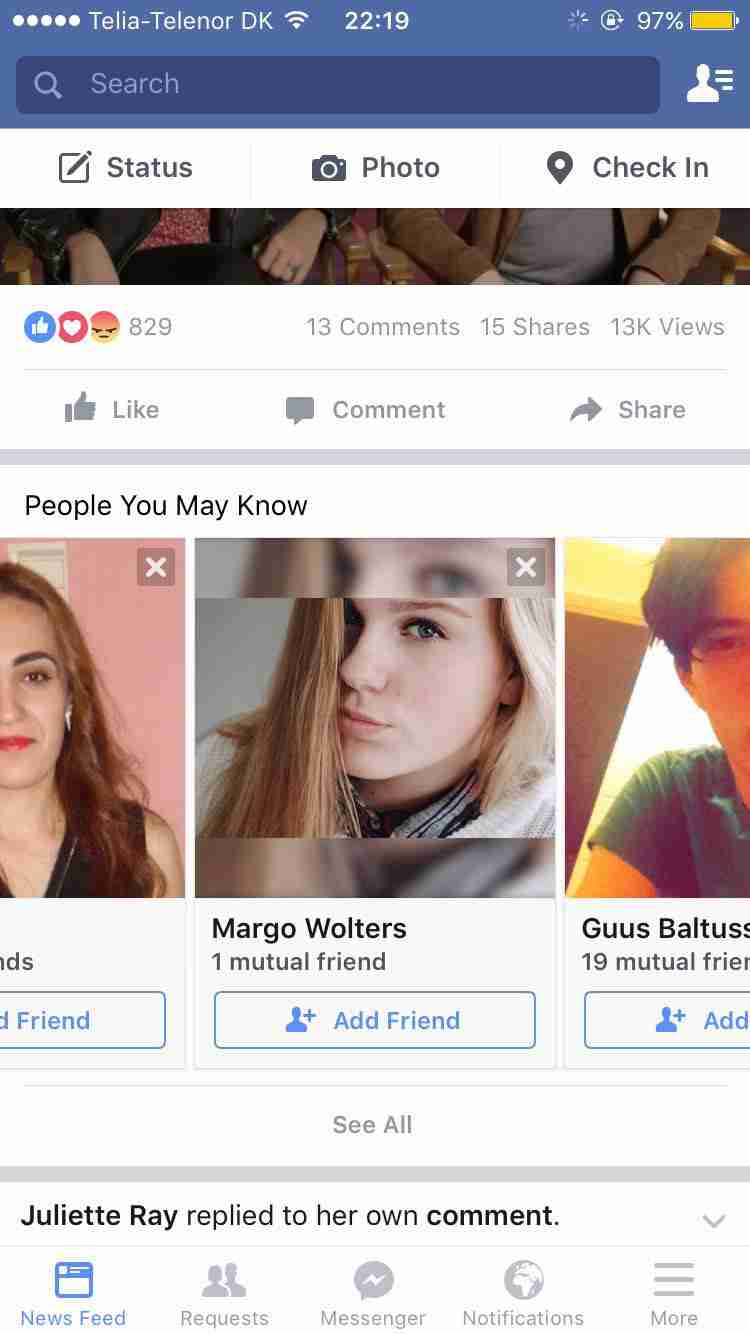 Telia-Telenor DK 22:19 97%
Search
Status Photo Check In
829 13 Comments 15 Shares 13K Views
Like Comment Share
People You May Know
Margo Wolters Guus Baltuss
nds 1 mutual friend 19 mutual frier
d Friend Add Friend Add
See All
Juliette Ray replied to her own comment.
News Feed Requests Messenger Notifications More